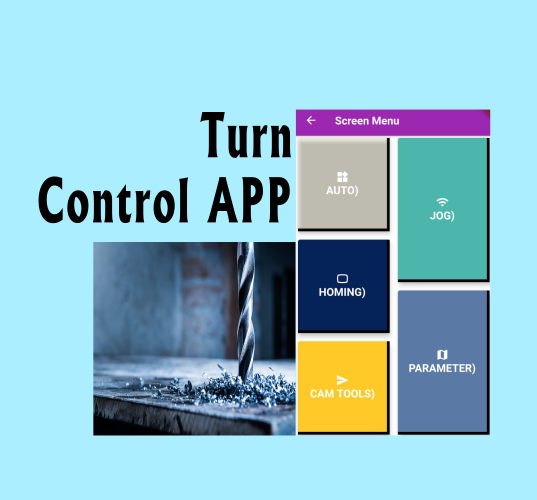 Turn
Control APP
Screen Menu
AUTO)
JOG)
HOMING)
PARAMETER)
CAM TOOLS)